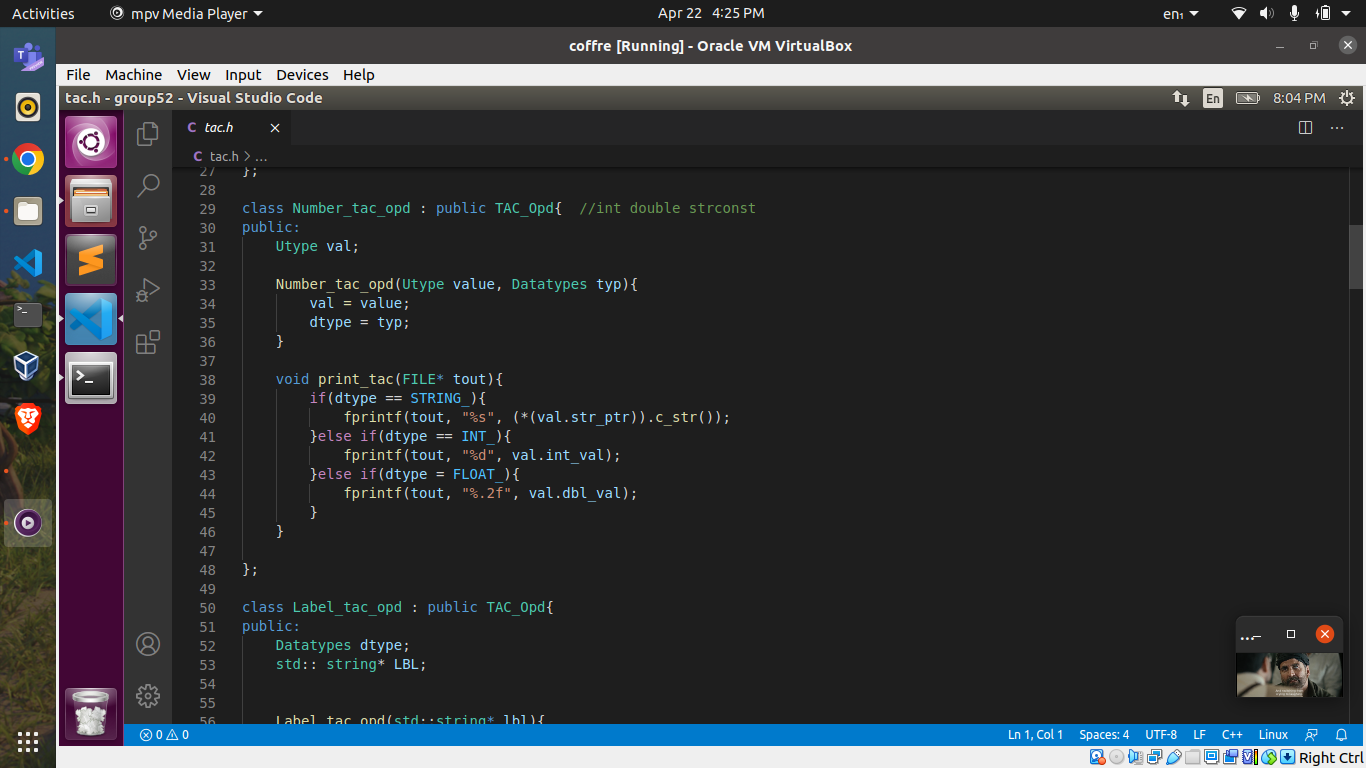 Activities
mpv Media Player
Apr 22 4:25 PM
en₁
coffre [Running] - Oracle VM VirtualBox
File Machine View Input Devices Help
tac.h - group52 - Visual Studio Code
En
8:04 PM
C tac.h
C tac.h > ...
27 };
28
29 class Number_tac_opd : public TAC_Opd{  //int double strconst
30 public:
31     Utype val;
32
33     Number_tac_opd(Utype value, Datatypes typ){
34         val = value;
35         dtype = typ;
36     }
37
38     void print_tac(FILE* tout){
39         if(dtype == STRING_){
40             fprintf(tout, "%s", (*(val.str_ptr)).c_str());
41         }else if(dtype == INT_){
42             fprintf(tout, "%d", val.int_val);
43         }else if(dtype = FLOAT_){
44             fprintf(tout, "%.2f", val.dbl_val);
45         }
46     }
47
48 };
49
50 class Label_tac_opd : public TAC_Opd{
51 public:
52     Datatypes dtype;
53     std:: string* LBL;
54
55
56     Label_tac_opd(std::string* lbl){
...
0 0
Ln 1, Col 1 Spaces: 4 UTF-8 LF C++ Linux
Right Ctrl